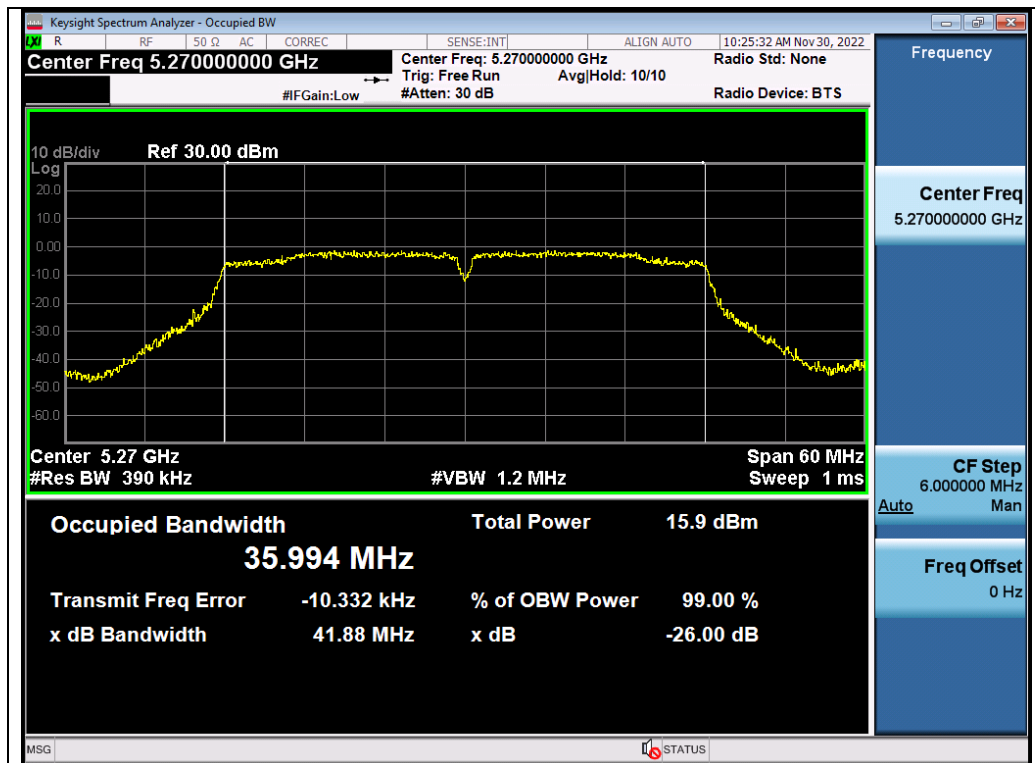 Keysight Spectrum Analyzer - Occupied BW
LXI R RF 50 Ω AC CORREC SENSE:INT ALIGN AUTO 10:25:32 AM Nov 30, 2022
Center Freq 5.270000000 GHz
Center Freq: 5.270000000 GHz
Radio Std: None
Trig: Free Run Avg|Hold: 10/10
#IFGain:Low
#Atten: 30 dB
Radio Device: BTS
10 dB/div Ref 30.00 dBm
Log
20.0
10.0
0.00
-10.0
-20.0
-30.0
-40.0
-50.0
-60.0
Center 5.27 GHz Span 60 MHz
#Res BW 390 kHz #VBW 1.2 MHz Sweep 1 ms
Occupied Bandwidth Total Power 15.9 dBm
35.994 MHz
Transmit Freq Error -10.332 kHz % of OBW Power 99.00 %
x dB Bandwidth 41.88 MHz x dB -26.00 dB
Frequency
Center Freq
5.270000000 GHz
CF Step
6.000000 MHz
Auto Man
Freq Offset
0 Hz
MSG STATUS